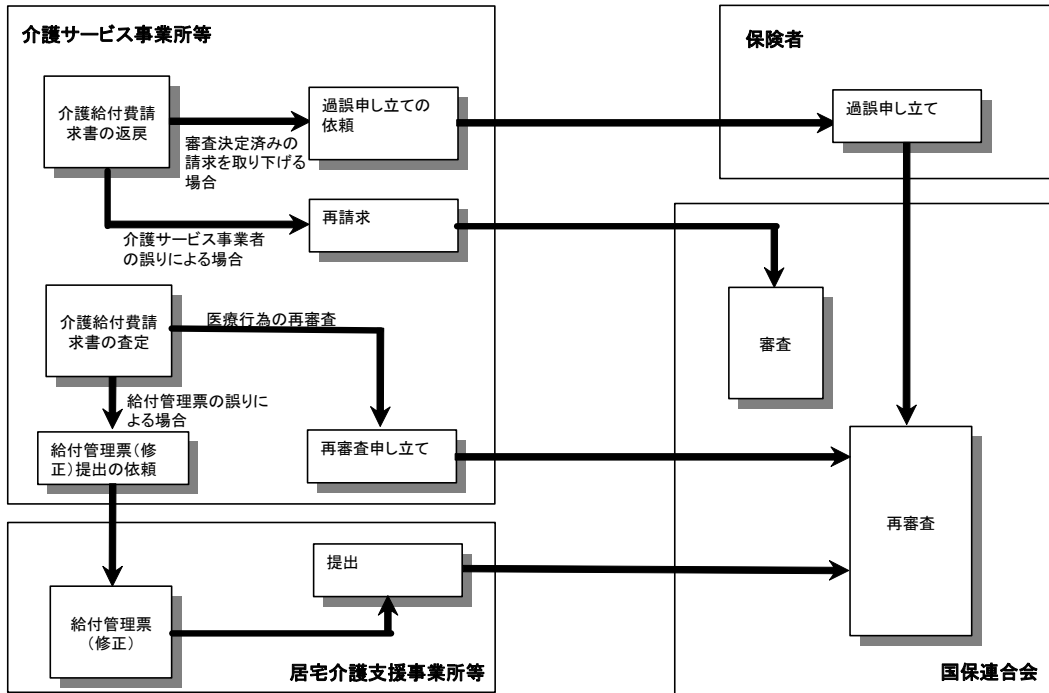 介護サービス事業所等
介護給付費請
求書の返戻
過誤申し立ての
依頼
審査決定済みの
請求を取り下げる
場合
再請求
介護サービス事業者
の誤りによる場合
介護給付費請
求書の査定
医療行為の再審査
給付管理票の誤りに
よる場合
給付管理票（修
正）提出の依頼
再審査申し立て
給付管理票
（修正）
提出
居宅介護支援事業所等
保険者
過誤申し立て
審査
再審査
国保連合会